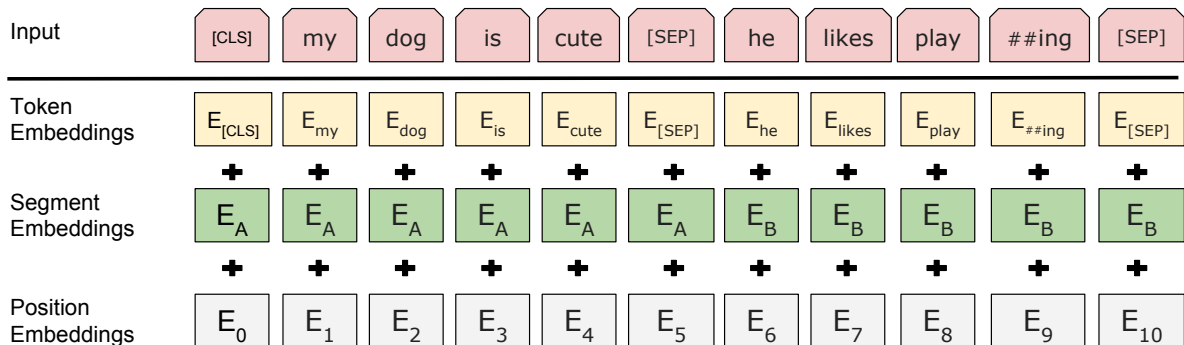 Input [CLS] my dog is cute [SEP] he likes play ##ing [SEP]
Token
Embeddings E[CLS] Emy Edog Eis Ecute E[SEP] Ehe Elikes Eplay E##ing E[SEP]
+ + + + + + + + + + +
Segment
Embeddings EA EA EA EA EA EA EB EB EB EB EB
+ + + + + + + + + + +
Position
Embeddings E0 E1 E2 E3 E4 E5 E6 E7 E8 E9 E10